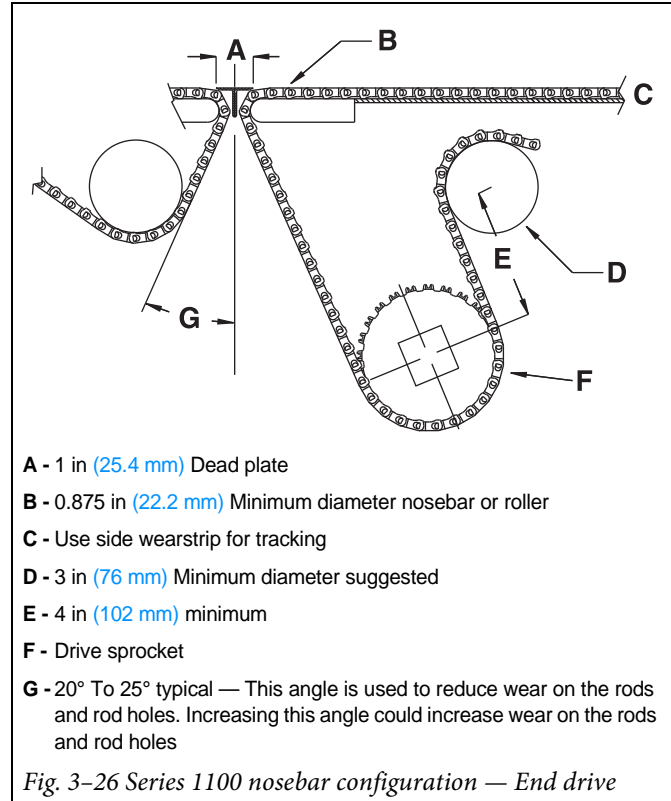 A
B
C
E
D
G
F
A - 1 in (25.4 mm) Dead plate
B - 0.875 in (22.2 mm) Minimum diameter nosebar or roller
C - Use side wearstrip for tracking
D - 3 in (76 mm) Minimum diameter suggested
E - 4 in (102 mm) minimum
F - Drive sprocket
G - 20° To 25° typical — This angle is used to reduce wear on the rods
and rod holes. Increasing this angle could increase wear on the rods
and rod holes
Fig. 3–26 Series 1100 nosebar configuration — End drive